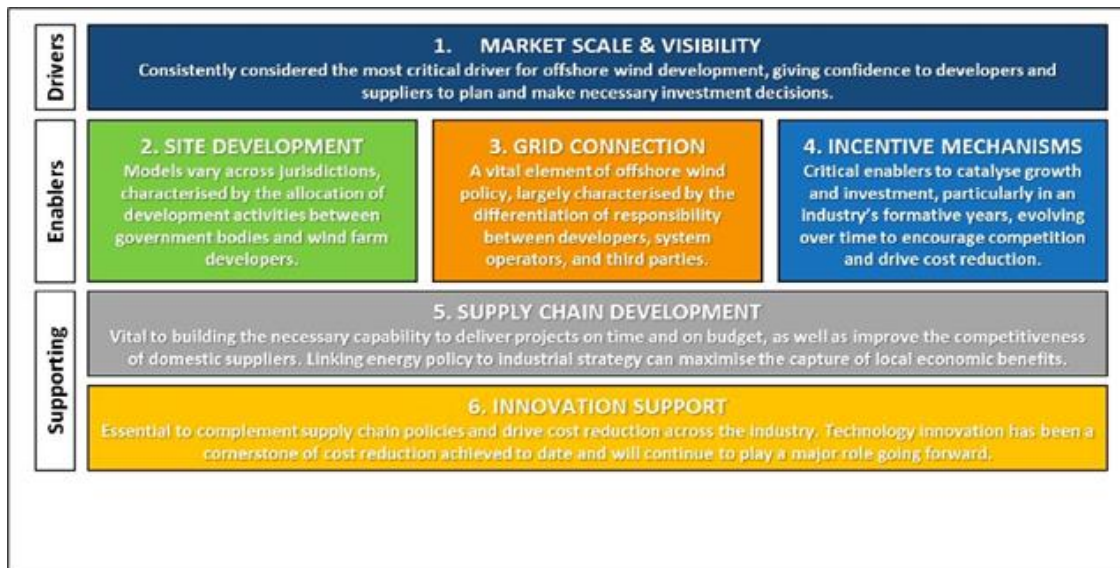 Drivers
1. MARKET SCALE & VISIBILITY
Consistently considered the most critical driver for offshore wind development, giving confidence to developers and
suppliers to plan and make necessary investment decisions.
Enablers
2. SITE DEVELOPMENT
Models vary across jurisdictions,
characterised by the allocation of
development activities between
government bodies and wind farm
developers.
3. GRID CONNECTION
A vital element of offshore wind
policy, largely characterised by the
differentiation of responsibility
between developers, system
operators, and third parties.
4. INCENTIVE MECHANISMS
Critical enablers to catalyse
growth and investment, particularly in an
industry's formative years, evolving
over time to encourage competition
and drive cost reduction.
Supporting
5. SUPPLY CHAIN DEVELOPMENT
Vital to building the necessary capability to deliver projects on time and on budget, as well as improve the competitiveness
of domestic suppliers. Linking energy policy to industrial strategy can maximise the capture of local economic benefits.
6. INNOVATION SUPPORT
Essential to complement supply chain policies and drive cost reduction across the industry. Technology innovation has been a
cornerstone of cost reduction achieved to date and will continue to play a major role going forward.